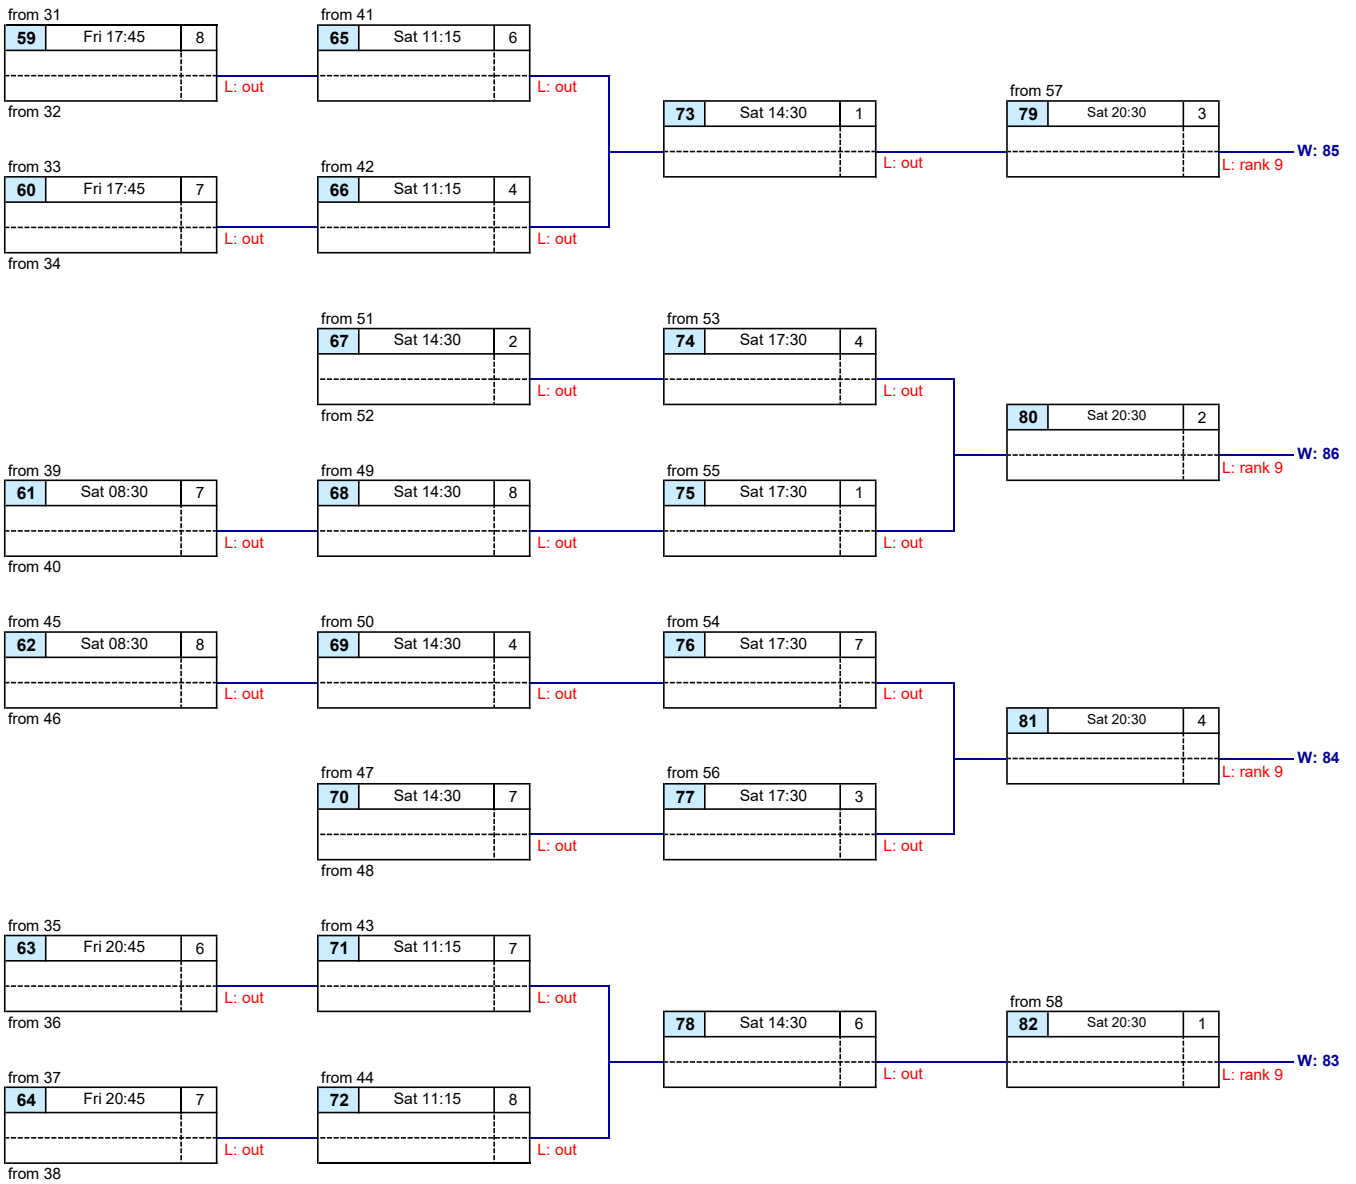 from 31
from 41
59 Fri 17:45 8
65 Sat 11:15 6
L: out
L: out
from 32
from 57
73 Sat 14:30 1
79 Sat 20:30 3
W: 85
L: out
L: rank 9
from 33
from 42
60 Fri 17:45 7
66 Sat 11:15 4
L: out
L: out
from 34
from 51
from 53
67 Sat 14:30 2
74 Sat 17:30 4
L: out
L: out
from 52
80 Sat 20:30 2
W: 86
L: rank 9
from 39
from 49
from 55
61 Sat 08:30 7
68 Sat 14:30 8
75 Sat 17:30 1
L: out
L: out
L: out
from 40
from 45
from 50
from 54
62 Sat 08:30 8
69 Sat 14:30 4
76 Sat 17:30 7
L: out
L: out
L: out
from 46
81 Sat 20:30 4
W: 84
L: rank 9
from 47
from 56
70 Sat 14:30 7
77 Sat 17:30 3
L: out
L: out
from 48
from 35
from 43
63 Fri 20:45 6
71 Sat 11:15 7
L: out
L: out
from 36
from 58
78 Sat 14:30 6
82 Sat 20:30 1
W: 83
L: out
L: rank 9
from 37
from 44
64 Fri 20:45 7
72 Sat 11:15 8
L: out
L: out
from 38